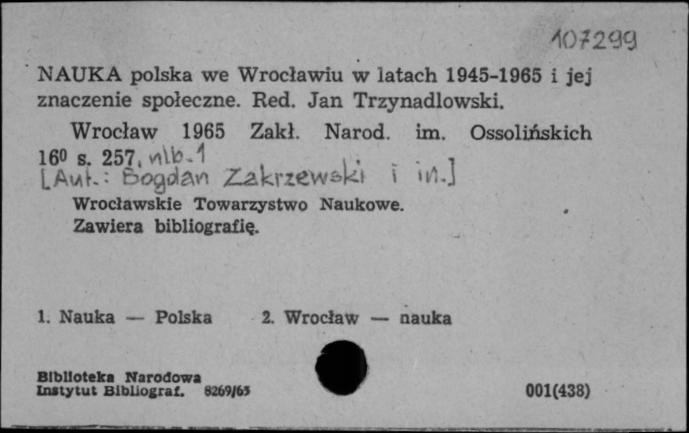 107299
NAUKA polska we Wrocławiu w latach 1945-1965 i jej
znaczenie społeczne. Red. Jan Trzynadlowski.
Wrocław 1965 Zakł. Narod. im. Ossolińskich
16⁰ s. 257, nlb. 1
[Aut.: Bogdan Zakrzewski i in.]
Wrocławskie Towarzystwo Naukowe.
Zawiera bibliografię.
1. Nauka — Polska 2. Wrocław — nauka
Biblioteka Narodowa
Instytut Bibliograf. 8269/65 001(438)